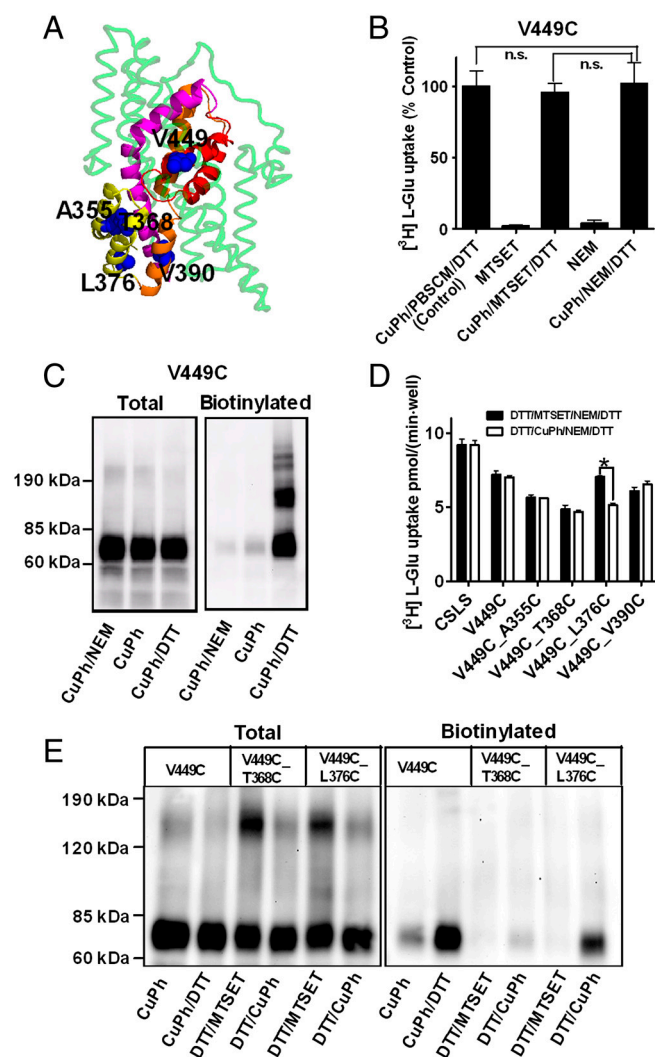 A
V449
A355
T368
L376
V390
B
V449C
n.s.
n.s.
[³H] L-Glu uptake (% Control)
100
50
0
CuPh/PBSCM/DTT
(Control)
MTSET
CuPh/MTSET/DTT
NEM
CuPh/NEM/DTT
C
V449C
Total
Biotinylated
190 kDa
85 kDa
60 kDa
CuPh/NEM
CuPh
CuPh/DTT
CuPh/NEM
CuPh
CuPh/DTT
D
DTT/MTSET/NEM/DTT
DTT/CuPh/NEM/DTT
*
[³H] L-Glu uptake pmol/(min-well)
10
5
0
CSLS
V449C
V449C_A355C
V449C_T368C
V449C_L376C
V449C_V390C
E
Total
Biotinylated
V449C
V449C_
T368C
V449C_
L376C
V449C
V449C_
T368C
V449C_
L376C
190 kDa
120 kDa
85 kDa
60 kDa
CuPh
CuPh/DTT
DTT/MTSET
DTT/CuPh
DTT/MTSET
DTT/CuPh
CuPh
CuPh/DTT
DTT/MTSET
DTT/CuPh
DTT/MTSET
DTT/CuPh